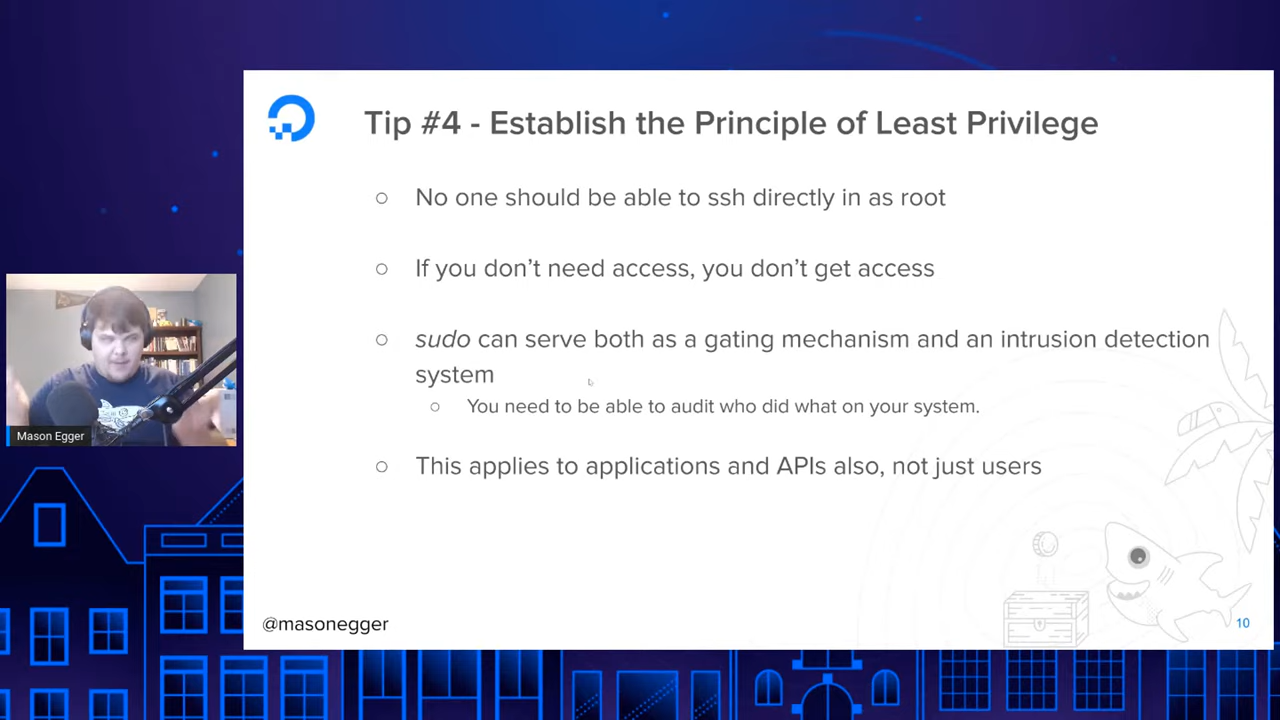 Tip #4 - Establish the Principle of Least Privilege
No one should be able to ssh directly in as root
If you don’t need access, you don’t get access
sudo can serve both as a gating mechanism and an intrusion detection
system
You need to be able to audit who did what on your system.
This applies to applications and APIs also, not just users
Mason Egger
@masonegger
10